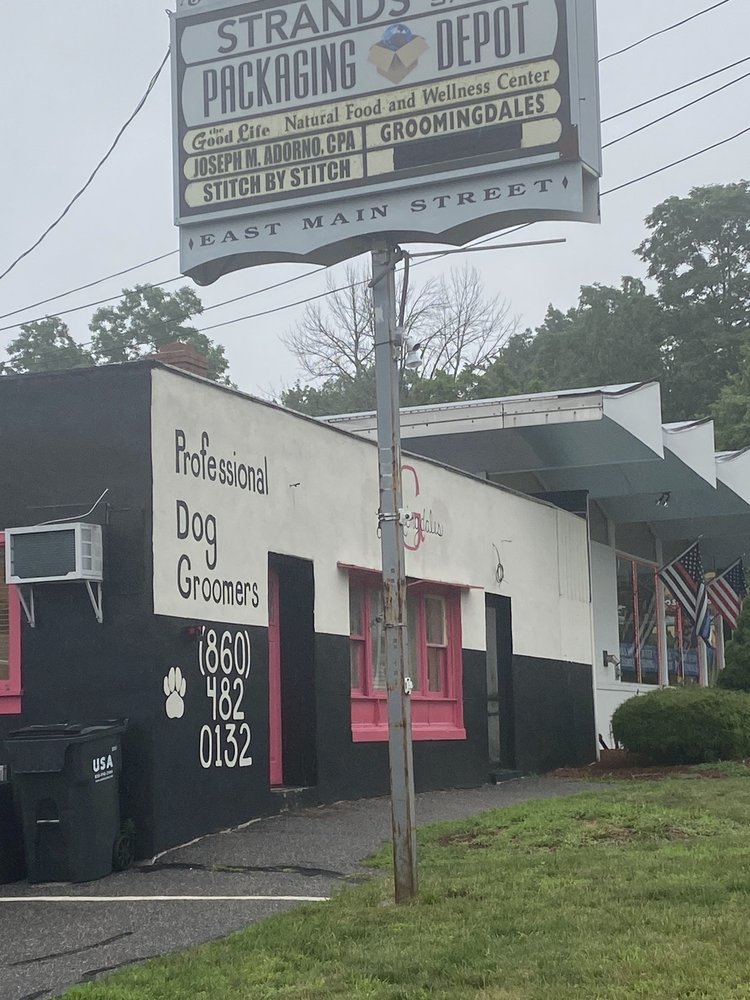 STRANDS
PACKAGING DEPOT
the Good Life Natural Food and Wellness Center
JOSEPH M. ADORNO, CPA
GROOMINGDALES
STITCH BY STITCH
EAST MAIN STREET
Professional
Dog
Groomers
(860)
482
0132
USA